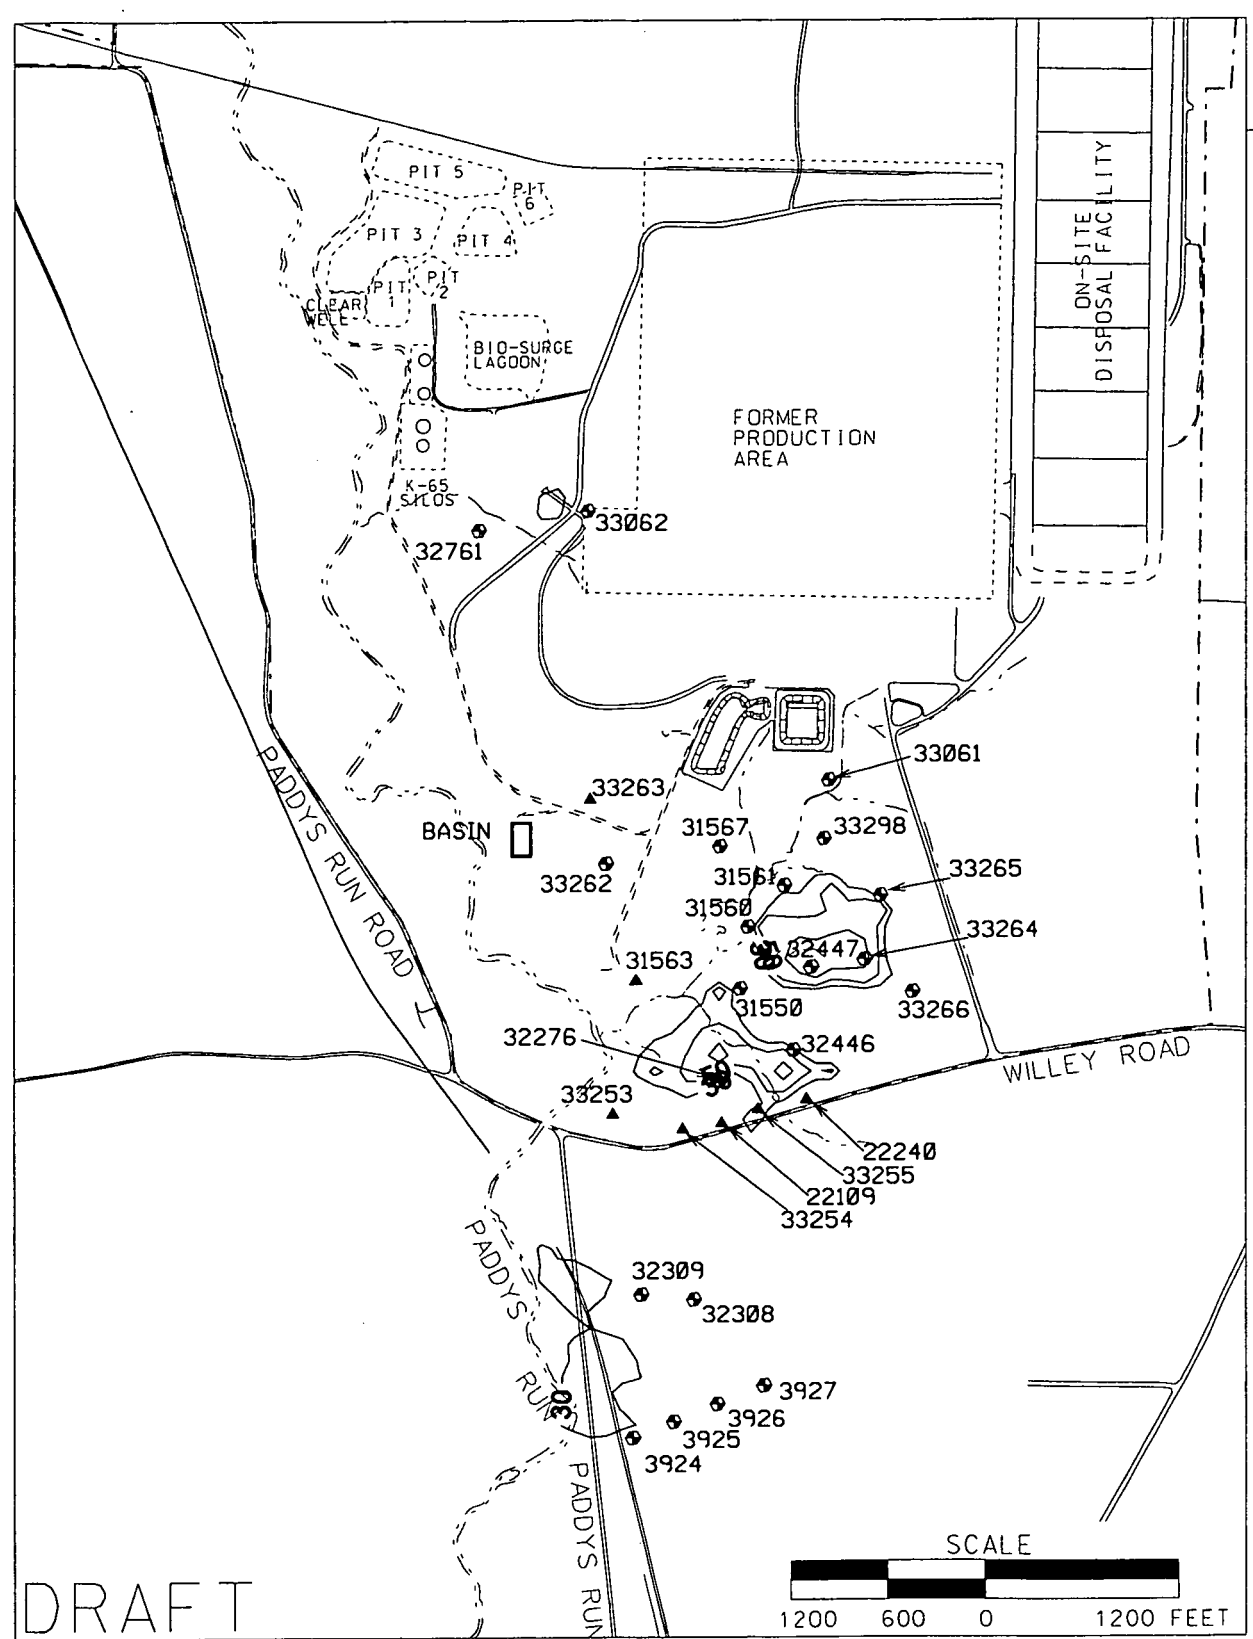 PIT 5
PIT
6
PIT 3
PIT 4
PIT
2
PIT
1
CLEAR
BIO-SURGE
LAGOON
ON-SITE
DISPOSAL FACILITY
FORMER
PRODUCTION
AREA
K-65
SILOS
33062
32761
33061
33263
BASIN
31567
33298
33262
31561
33265
31560
33264
32447
31563
31550
33266
32276
32446
PADDYS RUN ROAD
WILLEY ROAD
33253
50
22240
33255
22109
33254
PADDYS
RUN
32309
32308
30
3927
3926
3925
3924
PADDYS RUN
SCALE
1200 600 0 1200 FEET
DRAFT